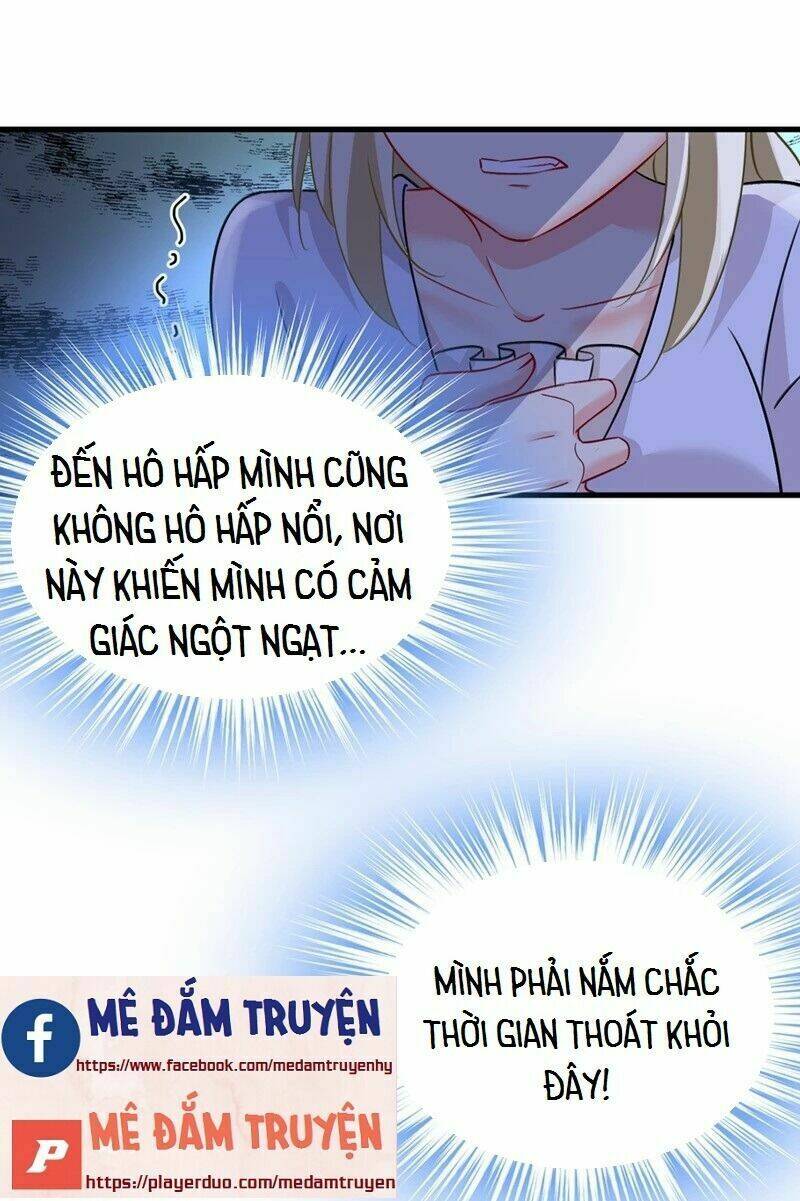 ĐẾN HÔ HẤP MÌNH CŨNG
KHÔNG HÔ HẤP NỔI, NƠI
NÀY KHIẾN MÌNH CÓ CẢM
GIÁC NGỘT NGẠT...
MÌNH PHẢI NẮM CHẮC
THỜI GIAN THOÁT KHỎI
ĐÂY!
MÊ ĐẮM TRUYỆN
https://www.facebook.com/medamtruyenhy
MÊ ĐẮM TRUYỆN
https://playerduo.com/medamtruyen